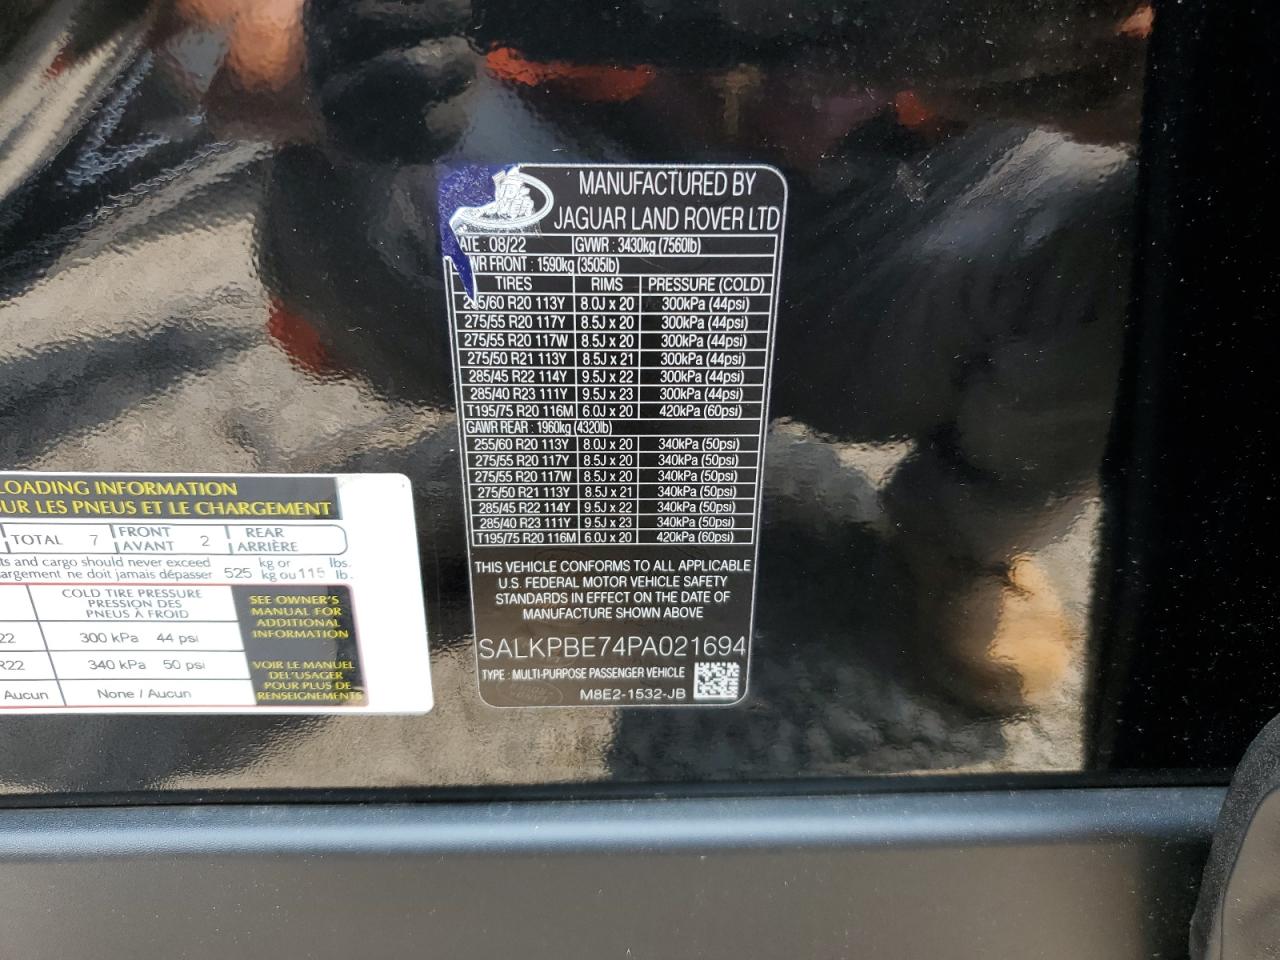 MANUFACTURED BY
JAGUAR LAND ROVER LTD
ATE : 08/22 GVWR : 3430kg (7560lb)
WR FRONT : 1590kg (3505lb)
TIRES RIMS PRESSURE (COLD)
255/60 R20 113Y 8.0J x 20 300kPa (44psi)
275/55 R20 117Y 8.5J x 20 300kPa (44psi)
275/55 R20 117W 8.5J x 20 300kPa (44psi)
275/50 R21 113Y 8.5J x 21 300kPa (44psi)
285/45 R22 114Y 9.5J x 22 300kPa (44psi)
285/40 R23 111Y 9.5J x 23 300kPa (44psi)
T195/75 R20 116M 6.0J x 20 420kPa (60psi)
GAWR REAR : 1960kg (4320lb)
255/60 R20 113Y 8.0J x 20 340kPa (50psi)
275/55 R20 117Y 8.5J x 20 340kPa (50psi)
275/55 R20 117W 8.5J x 20 340kPa (50psi)
275/50 R21 113Y 8.5J x 21 340kPa (50psi)
285/45 R22 114Y 9.5J x 22 340kPa (50psi)
285/40 R23 111Y 9.5J x 23 340kPa (50psi)
T195/75 R20 116M 6.0J x 20 420kPa (60psi)
THIS VEHICLE CONFORMS TO ALL APPLICABLE
U.S. FEDERAL MOTOR VEHICLE SAFETY
STANDARDS IN EFFECT ON THE DATE OF
MANUFACTURE SHOWN ABOVE
SALKPBE74PA021694
TYPE : MULTI-PURPOSE PASSENGER VEHICLE
M8E2-1532-JB
LOADING INFORMATION
SUR LES PNEUS ET LE CHARGEMENT
TOTAL 7 FRONT AVANT 2 REAR ARRIÈRE
ts and cargo should never exceed 525 kg or 115 lbs.
argement ne doit jamais dépasser kg ou lb.
COLD TIRE PRESSURE
PRESSION DES
PNEUS À FROID
22 300 kPa 44 psi
R22 340 kPa 50 psi
Aucun None / Aucun
SEE OWNER'S
MANUAL FOR
ADDITIONAL
INFORMATION
VOIR LE MANUEL
DE L'USAGER
POUR PLUS DE
RENSEIGNEMENTS